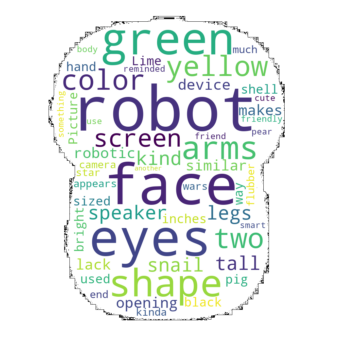 body
green
much
Lime
reminded
hand
yellow
color
device
shell
cute
something
Picture
robot
makes
friendly
use
screen
friend
pear
arms
robotic
kind
similar
camera
another
star
face
wars
way
flubber
appears
sized
speaker
inches
legs
bright
eyes
two
smart
lack
snail
tall
used
shape
pig
end
opening
black
kinda